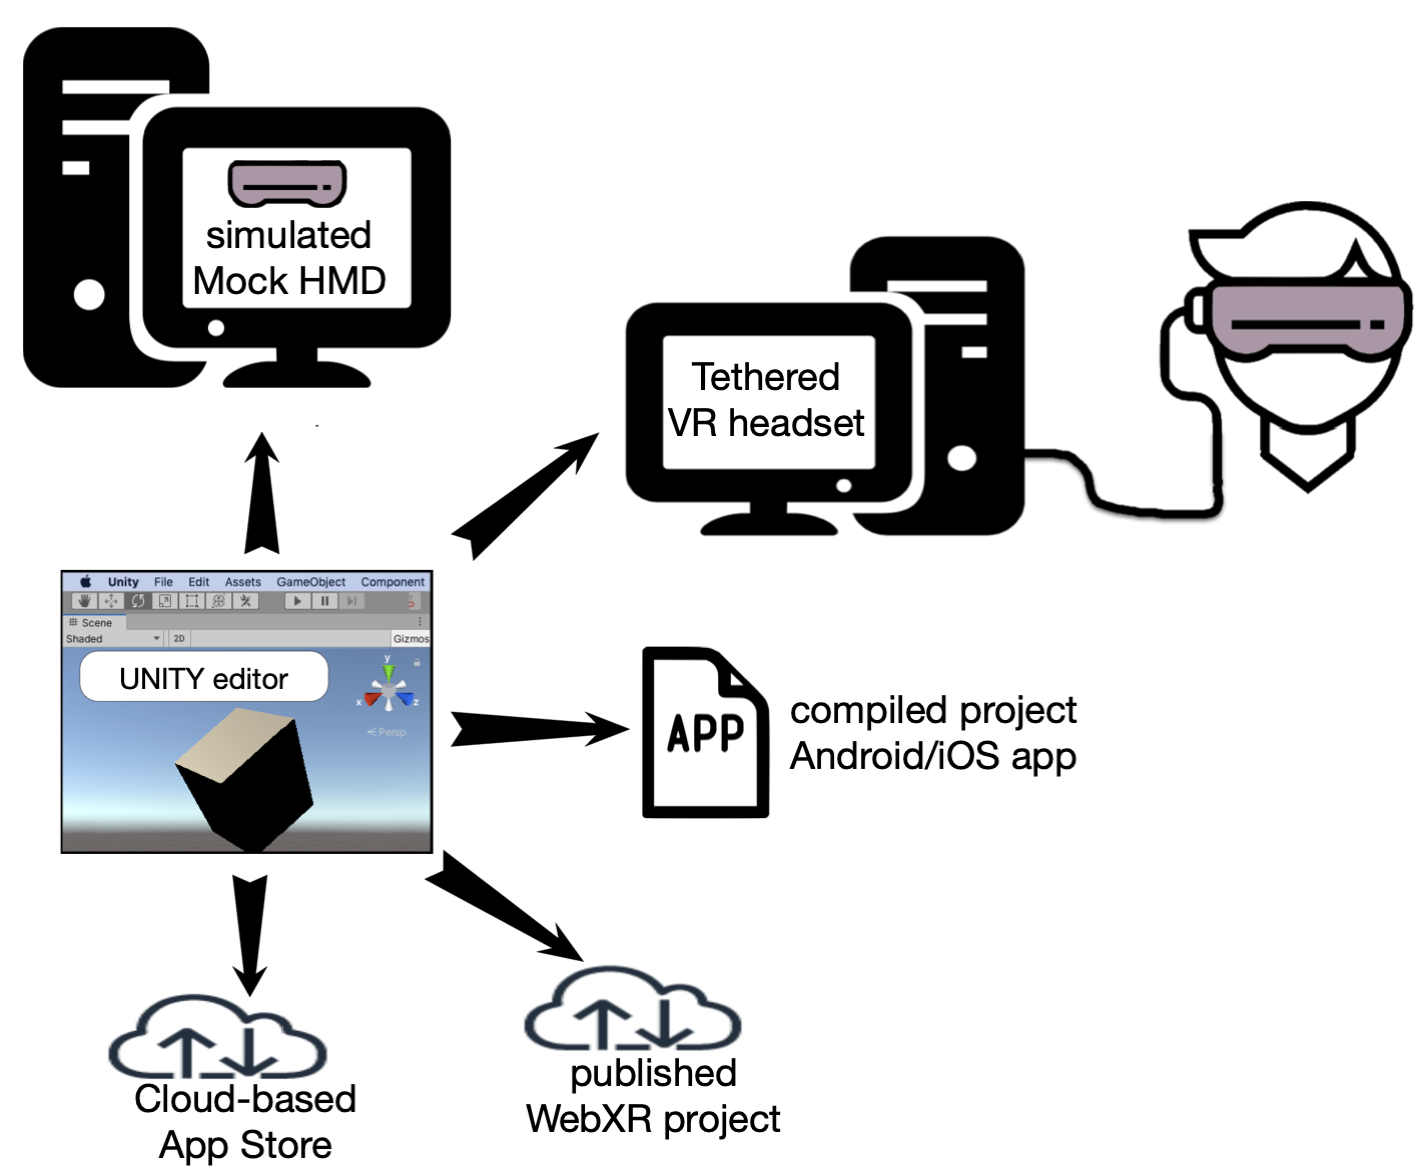 simulated
Mock HMD
Tethered
VR headset
Unity File Edit Assets GameObject Component
Scene
Shaded 2D Gizmos
UNITY editor
y
x z
Persp
APP
compiled project
Android/iOS app
published
WebXR project
Cloud-based
App Store